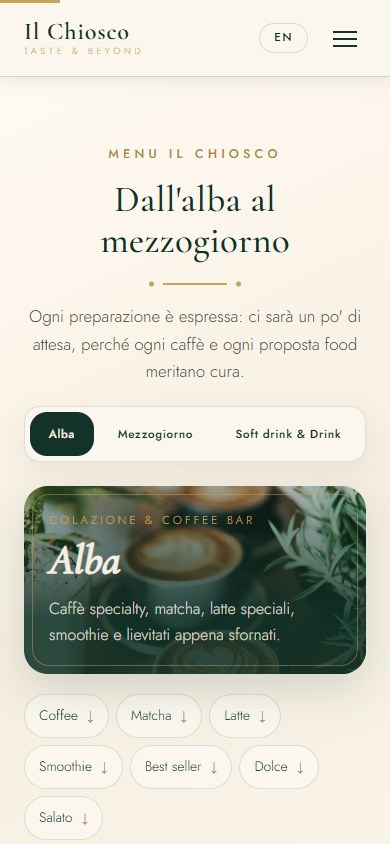 Il Chiosco
TASTE & BEYOND
EN
MENU IL CHIOSCO
Dall'alba al
mezzogiorno
Ogni preparazione è espressa: ci sarà un po' di
attesa, perché ogni caffè e ogni proposta food
meritano cura.
Alba
Mezzogiorno
Soft drink & Drink
COLAZIONE & COFFEE BAR
Alba
Caffè specialty, matcha, latte speciali,
smoothie e lievitati appena sfornati.
Coffee ↓
Matcha ↓
Latte ↓
Smoothie ↓
Best seller ↓
Dolce ↓
Salato ↓